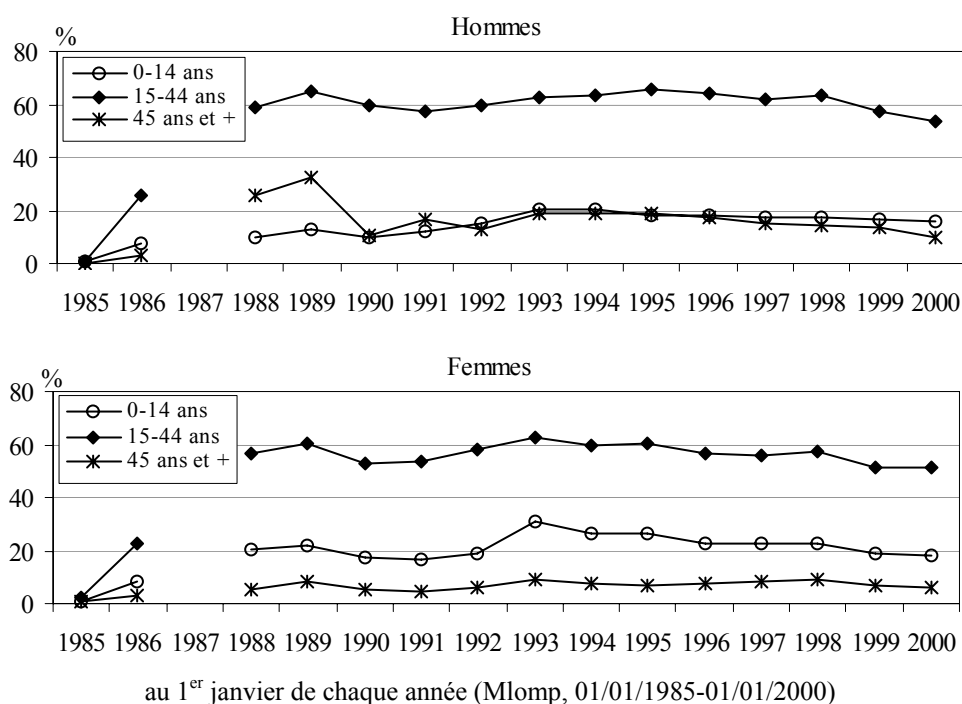 Hommes
%
80
60
40
20
0
0-14 ans
15-44 ans
45 ans et +
1985 1986 1987 1988 1989 1990 1991 1992 1993 1994 1995 1996 1997 1998 1999 2000
Femmes
%
80
60
40
20
0
0-14 ans
15-44 ans
45 ans et +
1985 1986 1987 1988 1989 1990 1991 1992 1993 1994 1995 1996 1997 1998 1999 2000
au 1er janvier de chaque année (Mlomp, 01/01/1985-01/01/2000)